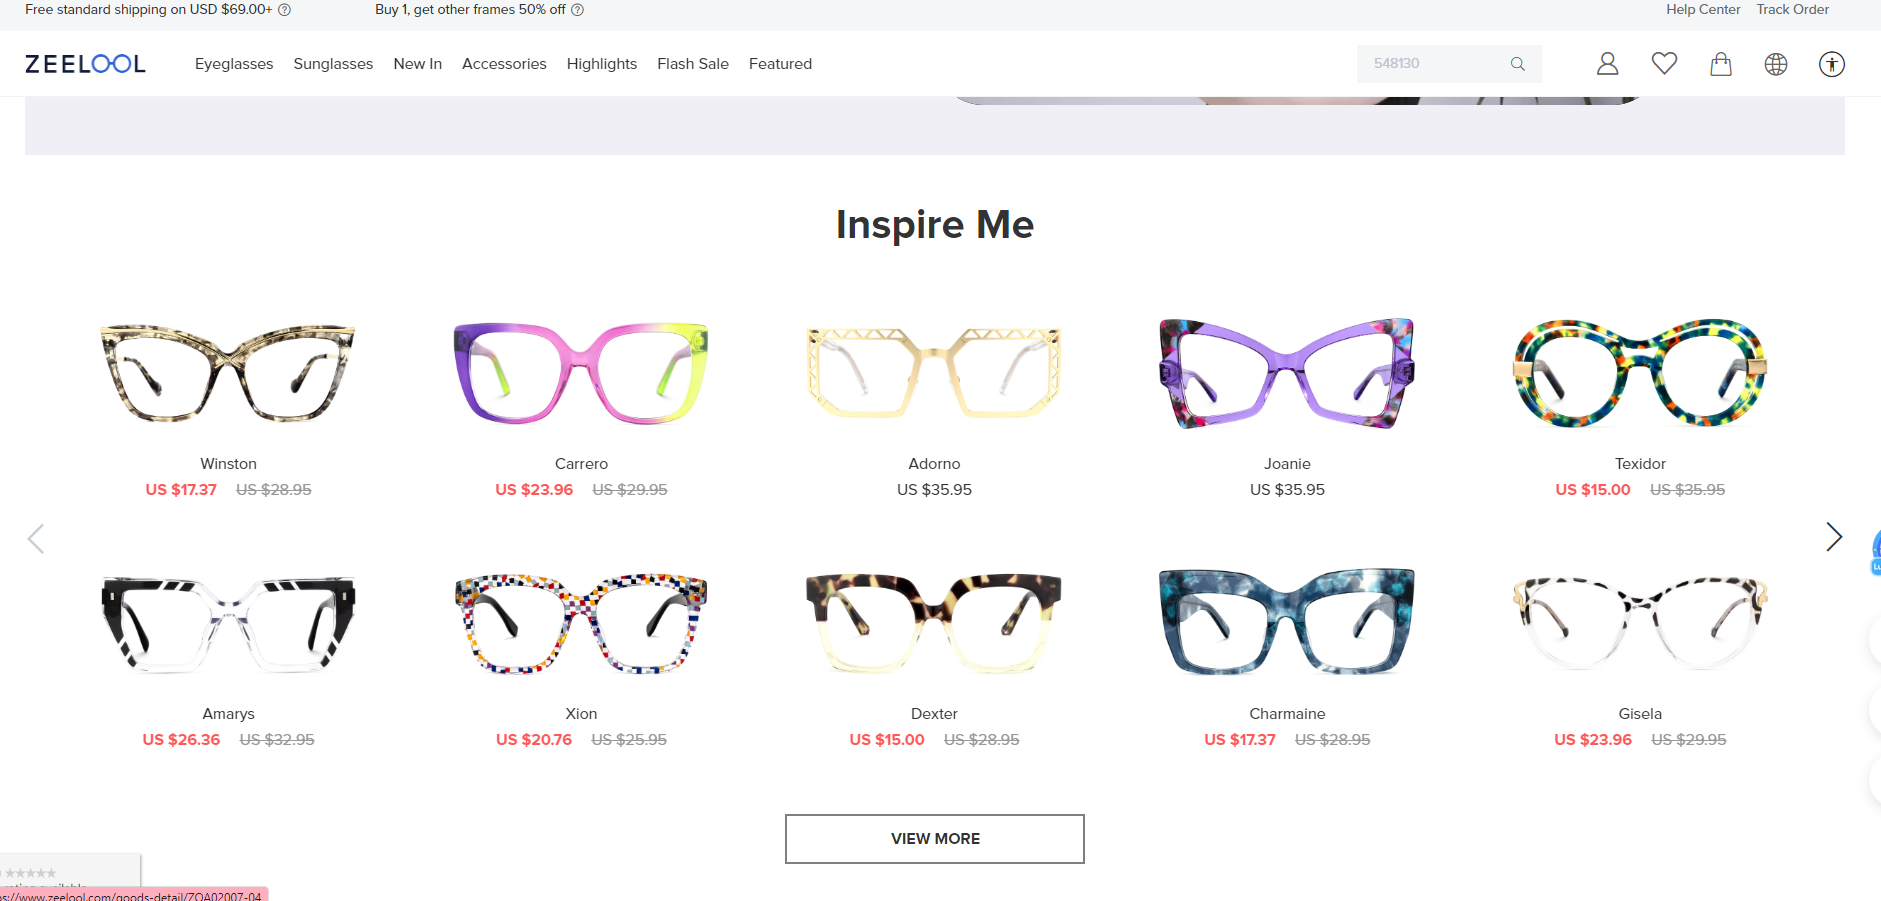 Free standard shipping on USD $69.00+
Buy 1, get other frames 50% off
Help Center
Track Order
ZEELOOL
Eyeglasses
Sunglasses
New In
Accessories
Highlights
Flash Sale
Featured
548130
Inspire Me
Winston
US $17.37 US $28.95
Carrero
US $23.96 US $29.95
Adorno
US $35.95
Joanie
US $35.95
Texidor
US $15.00 US $35.95
Amarys
US $26.36 US $32.95
Xion
US $20.76 US $25.95
Dexter
US $15.00 US $28.95
Charmaine
US $17.37 US $28.95
Gisela
US $23.96 US $29.95
VIEW MORE
ps://www.zeelool.com/goods-detail/ZOA02007-04